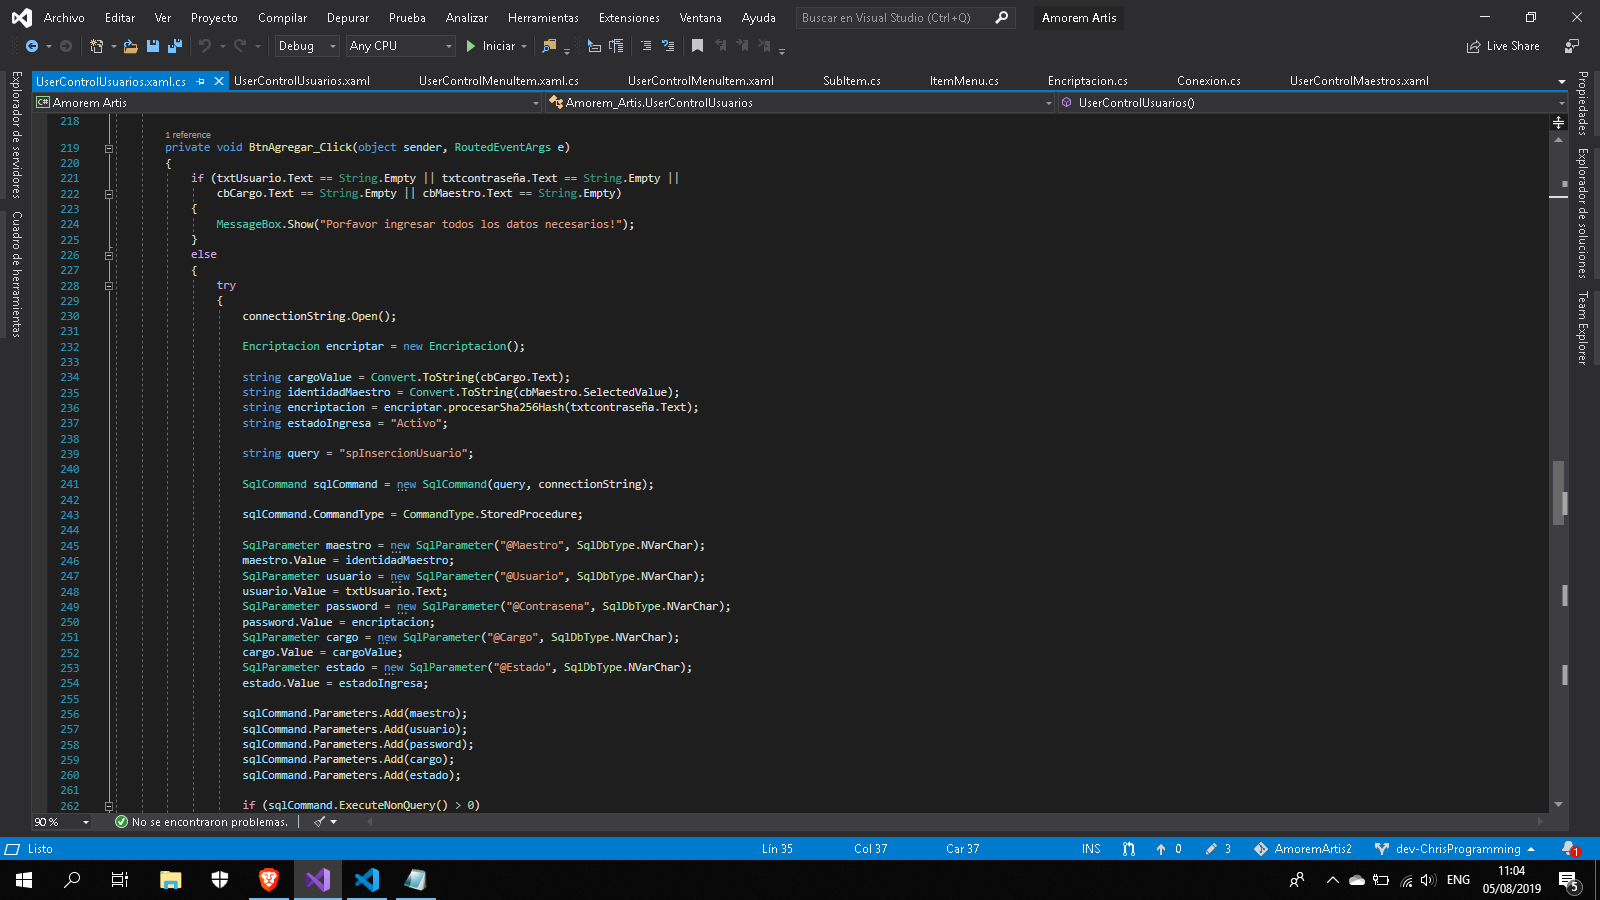 Archivo Editar Ver Proyecto Compilar Depurar Prueba Analizar Herramientas Extensiones Ventana Ayuda Buscar en Visual Studio (Ctrl+Q) Amorem Artis
Debug Any CPU Iniciar Live Share
UserControlUsuarios.xaml.cs UserControlUsuarios.xaml UserControlMenuItem.xaml.cs UserControlMenuItem.xaml SubItem.cs ItemMenu.cs Encriptacion.cs Conexion.cs UserControlMaestros.xaml
C# Amorem Artis Amorem_Artis.UserControlUsuarios UserControlUsuarios()
Explorador de servidores
Cuadro de herramientas
Propiedades
Explorador de soluciones
Team Explorer
218
1 reference
219 private void BtnAgregar_Click(object sender, RoutedEventArgs e)
220 {
221 if (txtUsuario.Text == String.Empty || txtcontraseña.Text == String.Empty ||
222 cbCargo.Text == String.Empty || cbMaestro.Text == String.Empty)
223 {
224 MessageBox.Show("Porfavor ingresar todos los datos necesarios!");
225 }
226 else
227 {
228 try
229 {
230 connectionString.Open();
231
232 Encriptacion encriptar = new Encriptacion();
233
234 string cargoValue = Convert.ToString(cbCargo.Text);
235 string identidadMaestro = Convert.ToString(cbMaestro.SelectedValue);
236 string encriptacion = encriptar.procesarSha256Hash(txtcontraseña.Text);
237 string estadoIngresa = "Activo";
238
239 string query = "spInsercionUsuario";
240
241 SqlCommand sqlCommand = new SqlCommand(query, connectionString);
242
243 sqlCommand.CommandType = CommandType.StoredProcedure;
244
245 SqlParameter maestro = new SqlParameter("@Maestro", SqlDbType.NVarChar);
246 maestro.Value = identidadMaestro;
247 SqlParameter usuario = new SqlParameter("@Usuario", SqlDbType.NVarChar);
248 usuario.Value = txtUsuario.Text;
249 SqlParameter password = new SqlParameter("@Contrasena", SqlDbType.NVarChar);
250 password.Value = encriptacion;
251 SqlParameter cargo = new SqlParameter("@Cargo", SqlDbType.NVarChar);
252 cargo.Value = cargoValue;
253 SqlParameter estado = new SqlParameter("@Estado", SqlDbType.NVarChar);
254 estado.Value = estadoIngresa;
255
256 sqlCommand.Parameters.Add(maestro);
257 sqlCommand.Parameters.Add(usuario);
258 sqlCommand.Parameters.Add(password);
259 sqlCommand.Parameters.Add(cargo);
260 sqlCommand.Parameters.Add(estado);
261
262 if (sqlCommand.ExecuteNonQuery() > 0)
90 % No se encontraron problemas.
Listo Lín 35 Col 37 Car 37 INS 0 3 AmoremArtis2 dev-ChrisProgramming 1
ENG 11:04
05/08/2019 5